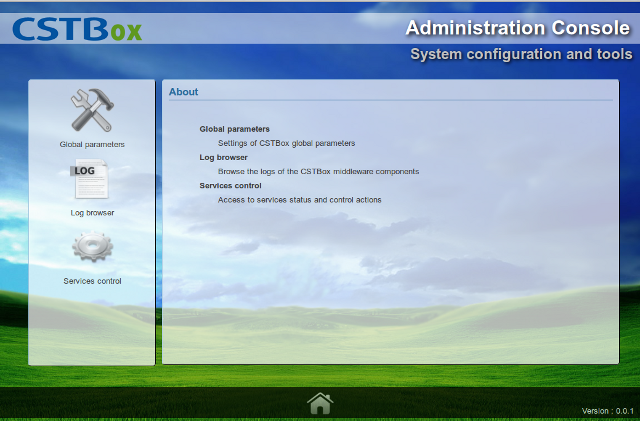 CSTBox
Administration Console
System configuration and tools
Global parameters
LOG
Log browser
Services control
About
Global parameters
Settings of CSTBox global parameters
Log browser
Browse the logs of the CSTBox middleware components
Services control
Access to services status and control actions
Version : 0.0.1